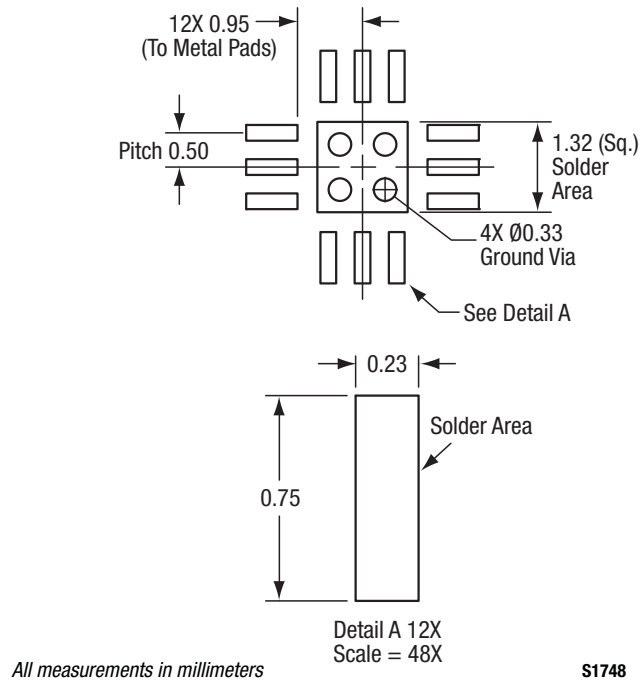 12X 0.95
(To Metal Pads)
Pitch 0.50
1.32 (Sq.)
Solder
Area
4X Ø0.33
Ground Via
See Detail A
0.23
Solder Area
0.75
Detail A 12X
Scale = 48X
All measurements in millimeters
S1748